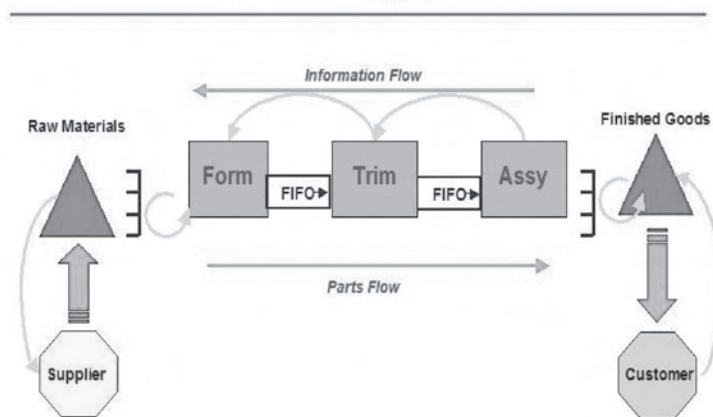 Information Flow
Raw Materials
Finished Goods
Form
FIFO
Trim
FIFO
Assy
Parts Flow
Supplier
Customer